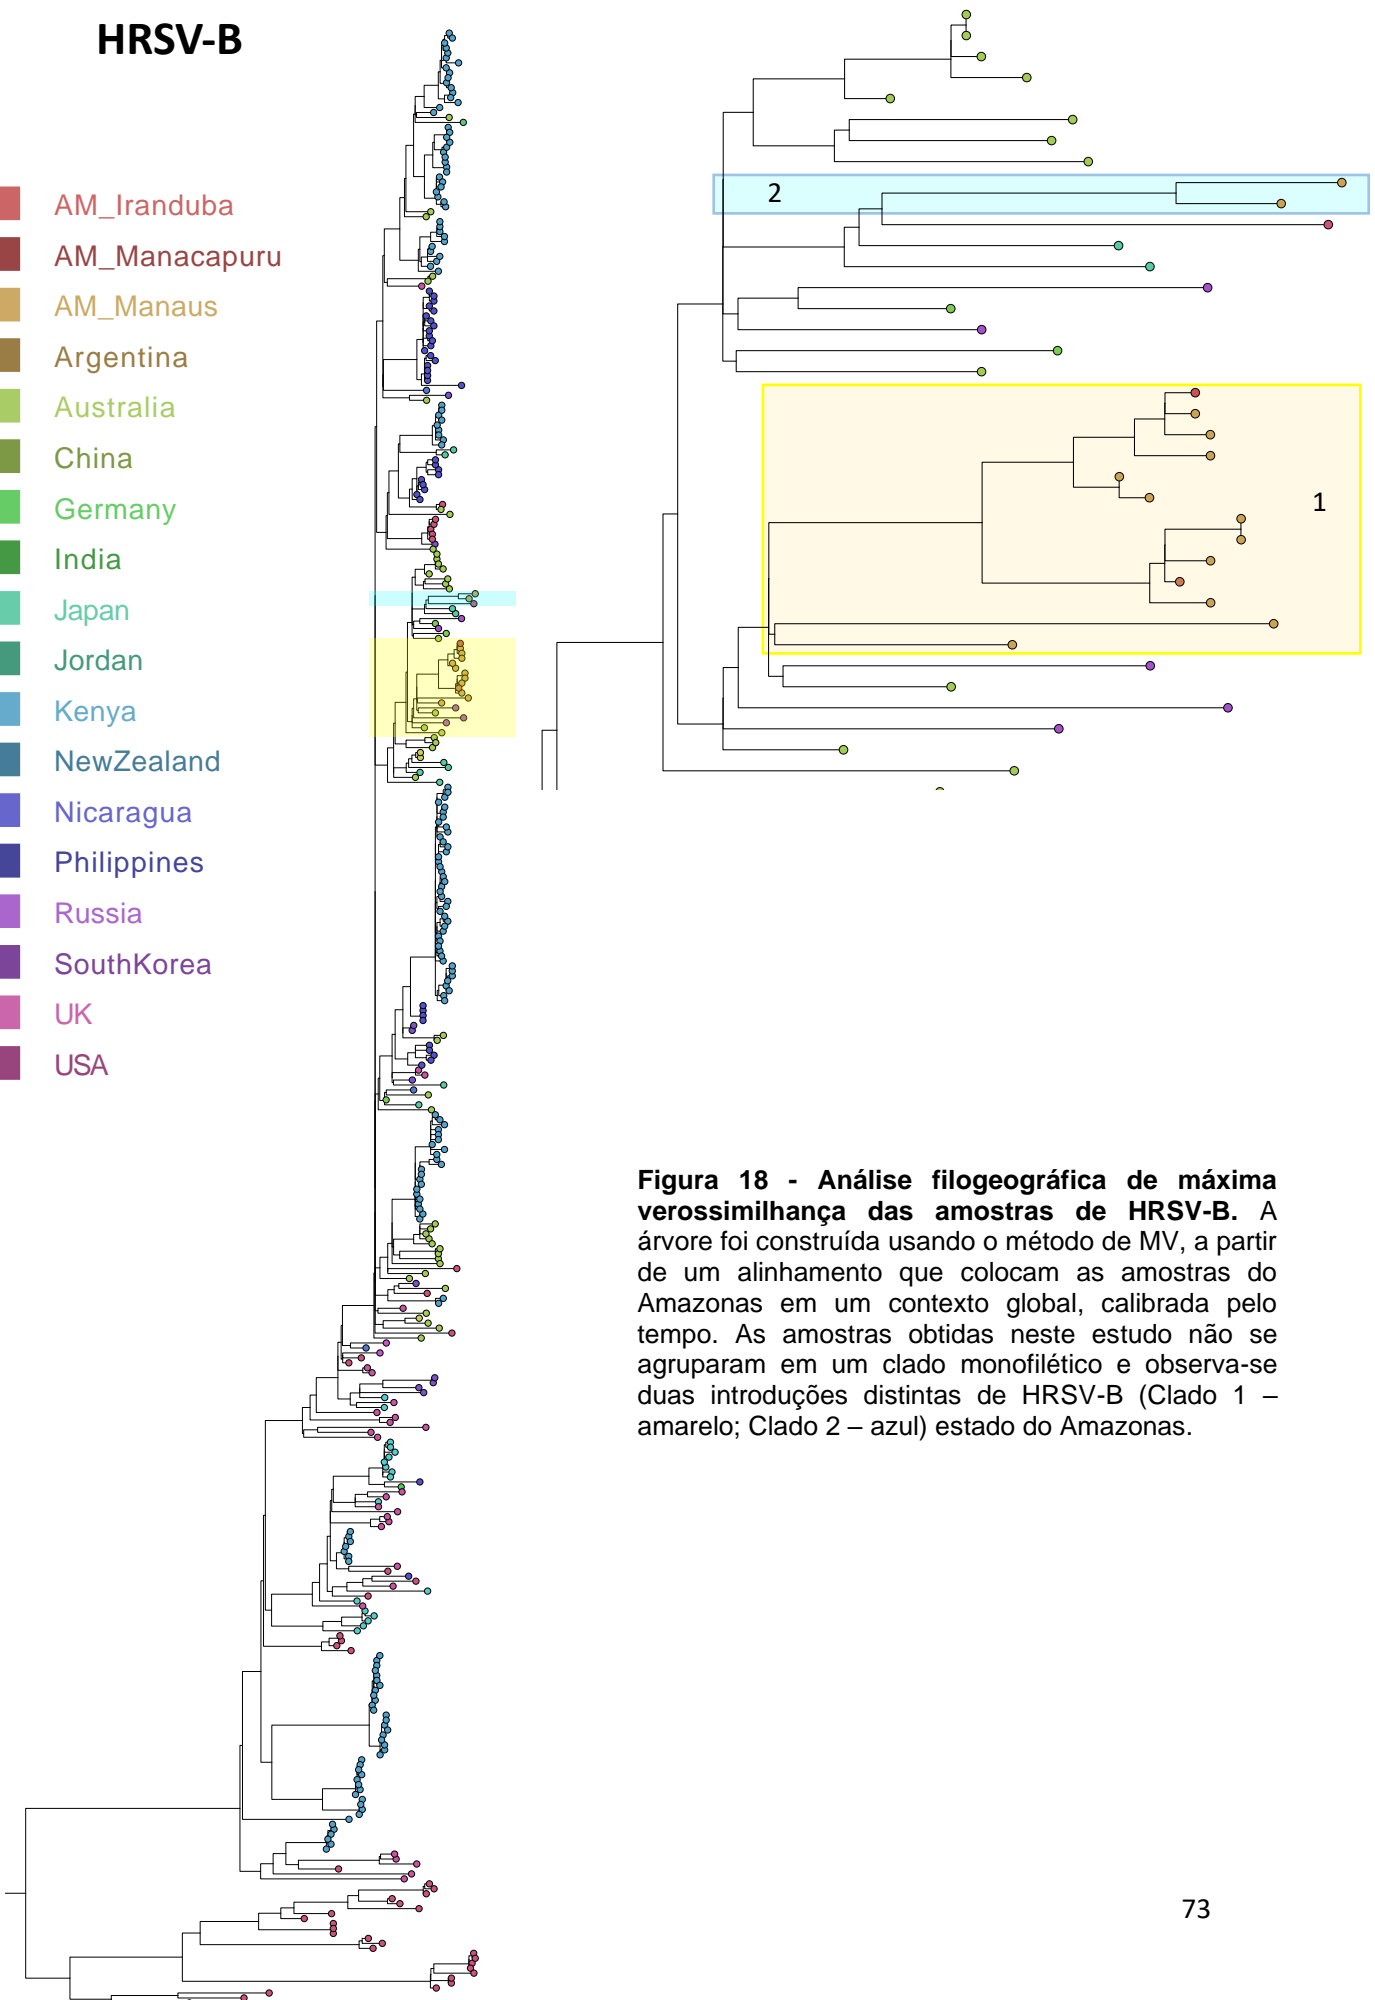 HRSV-B
AM_Iranduba
AM_Manacapuru
AM_Manaus
Argentina
Australia
China
Germany
India
Japan
Jordan
Kenya
NewZealand
Nicaragua
Philippines
Russia
SouthKorea
UK
USA
2
1
Figura 18 - Análise filogeográfica de máxima
verossimilhança das amostras de HRSV-B. A
árvore foi construída usando o método de MV, a partir
de um alinhamento que colocam as amostras do
Amazonas em um contexto global, calibrada pelo
tempo. As amostras obtidas neste estudo não se
agruparam em um clado monofilético e observa-se
duas introduções distintas de HRSV-B (Clado 1 –
amarelo; Clado 2 – azul) estado do Amazonas.
73